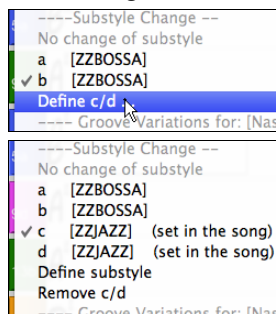 ----Substyle Change --
No change of substyle
a [ZZBOSSA]
✓ b [ZZBOSSA]
Define c/d
---- Groove Variations for: [Nas
----Substyle Change --
No change of substyle
a [ZZBOSSA]
b [ZZBOSSA]
✓ c [ZZJAZZ] (set in the song)
d [ZZJAZZ] (set in the song)
Define substyle
Remove c/d
Groove Variations for: [Nas